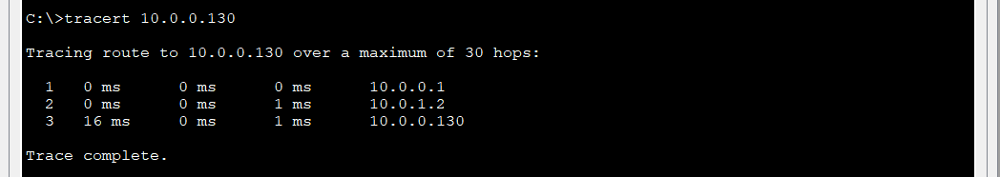 C:\>tracert 10.0.0.130
Tracing route to 10.0.0.130 over a maximum of 30 hops:
1 0 ms 0 ms 0 ms 10.0.0.1
2 0 ms 0 ms 1 ms 10.0.1.2
3 16 ms 0 ms 1 ms 10.0.0.130
Trace complete.